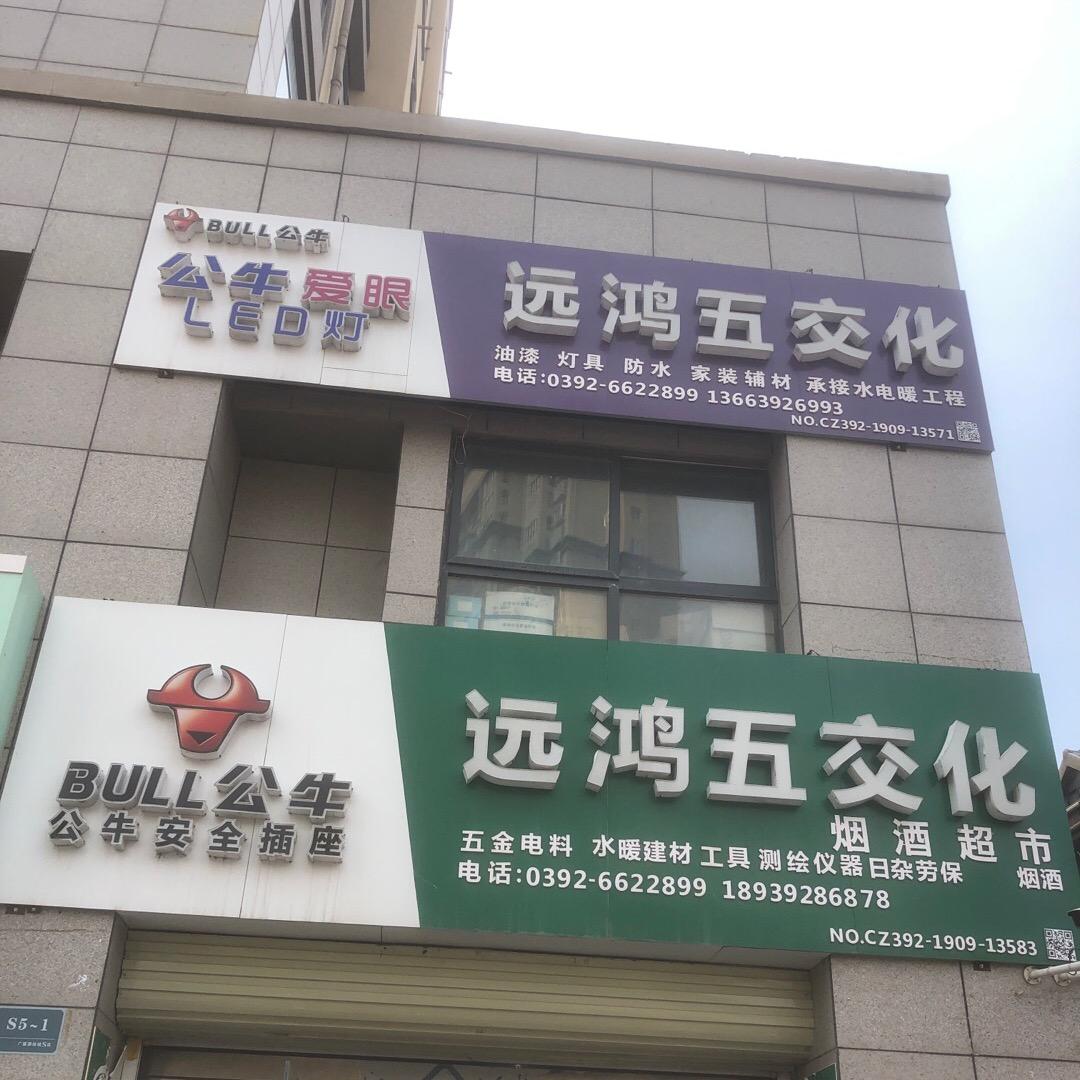 BULL公牛
公牛爱眼
LED灯
远鸿五交化
油漆 灯具 防水 家装辅材 承接水电暖工程
电话:0392-6622899 13663926993
NO.CZ392-1909-13571
BULL公牛
公牛安全插座
远鸿五交化
烟酒超市
五金电料 水暖建材 工具 测绘仪器 日杂劳保 烟酒
电话:0392-6622899 18939286878
NO.CZ392-1909-13583
S5~1